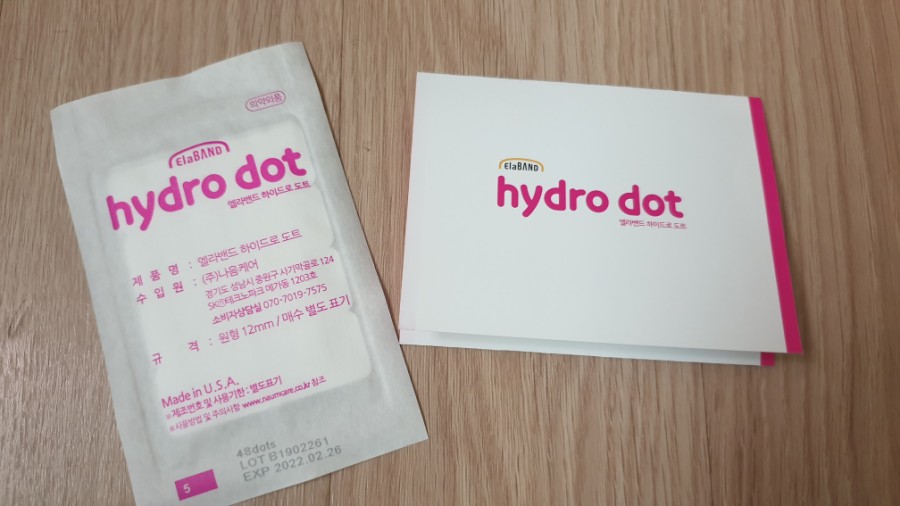 의약외품
ElaBAND
hydro dot
엘라밴드 하이드로 도트
제 품 명 : 엘라밴드 하이드로 도트
수 입 원 : (주)나음케어
경기도 성남시 중원구 사기막골로 124
SK테크노파크 메가동 1203호
소비자상담실 070-7019-7575
규 격 : 원형 12mm / 매수 별도 표기
Made in U.S.A.
※제조번호 및 사용기한 : 별도표기
※사용방법 및 주의사항 www.naumcare.co.kr 참조
48dots
LOT B1902261
EXP 2022.02.26
5
ElaBAND
hydro dot
엘라밴드 하이드로 도트